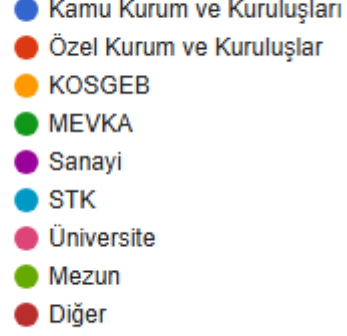 Kamu Kurum ve Kuruluşları
Özel Kurum ve Kuruluşlar
KOSGEB
MEVKA
Sanayi
STK
Üniversite
Mezun
Diğer